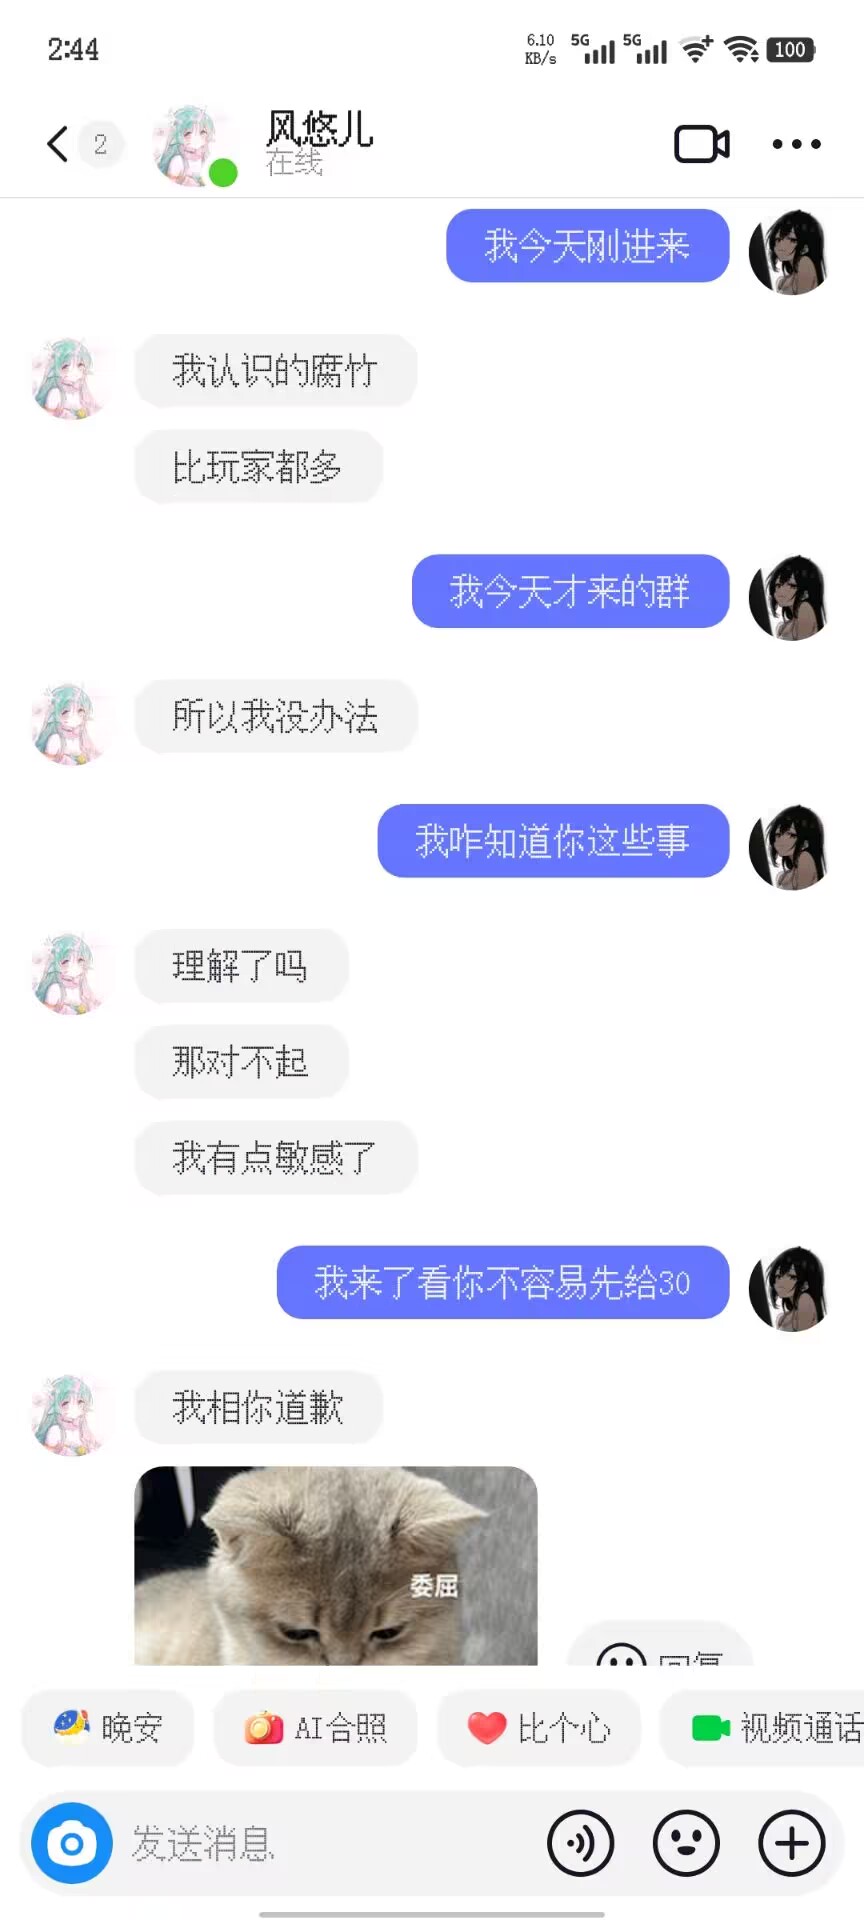 2:44
6.10 KB/s
5G
5G
100
2
风悠儿
在线
我今天刚进来
我认识的腐竹
比玩家都多
我今天才来的群
所以我没办法
我咋知道你这些事
理解了吗
那对不起
我有点敏感了
我来了看你不容易先给30
我相你道歉
委屈
回复
晚安
AI合照
比个心
视频通话
发送消息